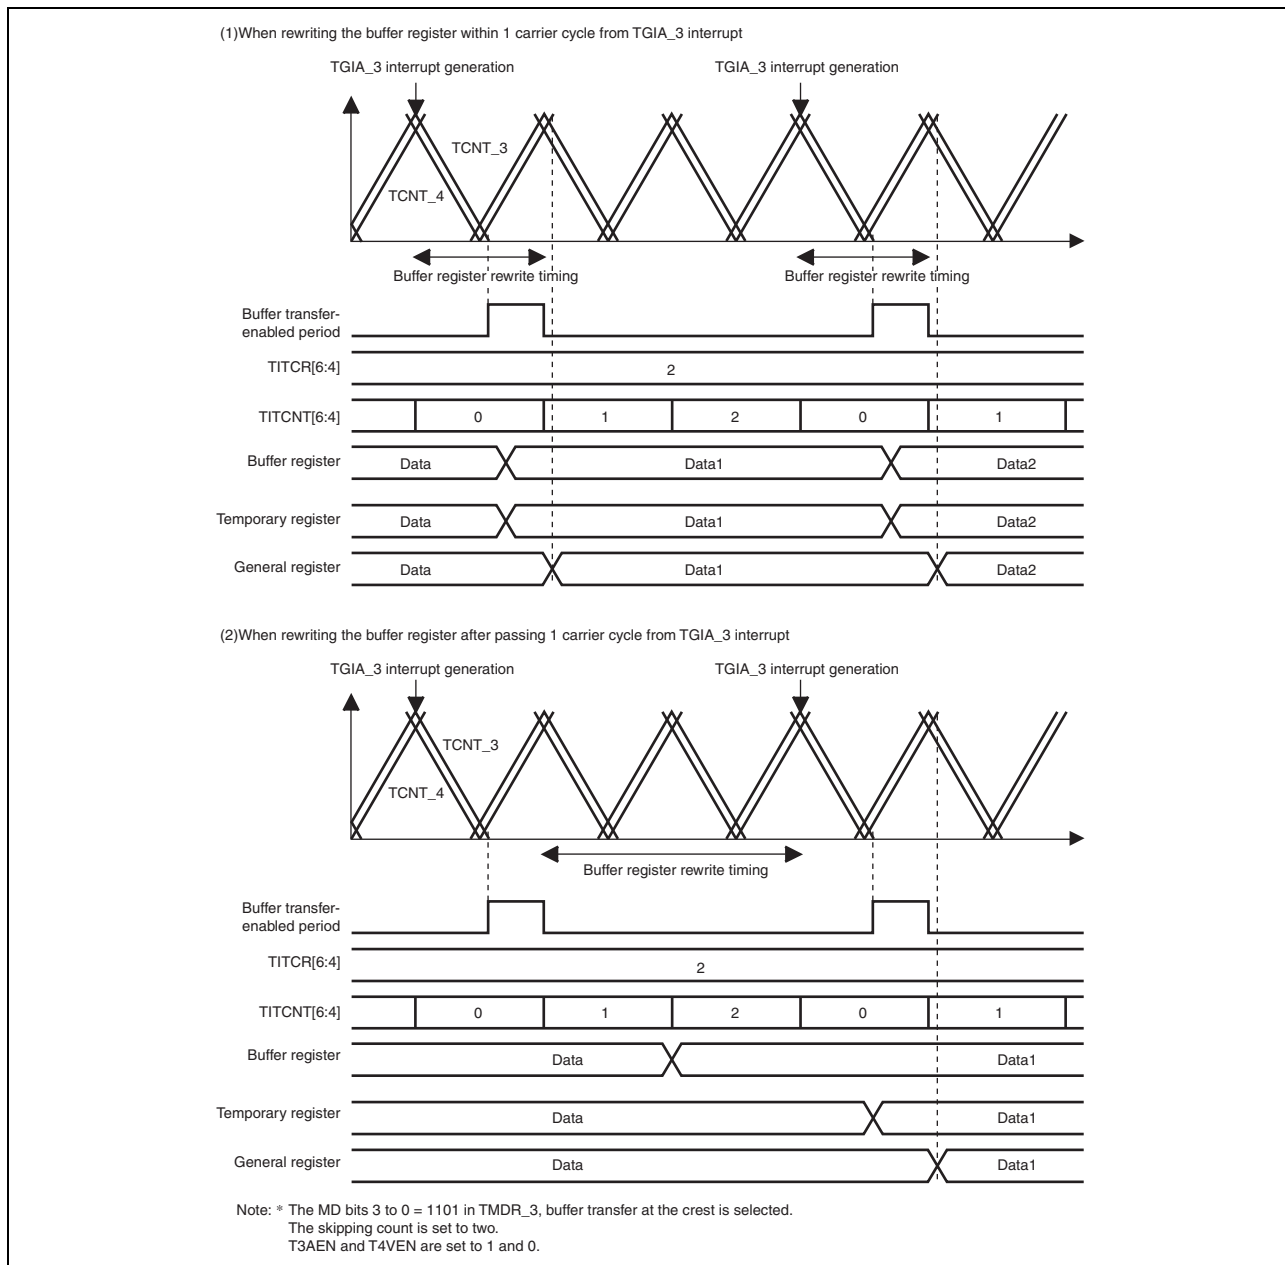 (1)When rewriting the buffer register within 1 carrier cycle from TGIA_3 interrupt
TGIA_3 interrupt generation
TGIA_3 interrupt generation
TCNT_3
TCNT_4
Buffer register rewrite timing
Buffer register rewrite timing
Buffer transfer-
enabled period
TITCR[6:4]
2
TITCNT[6:4]
0
1
2
0
1
Buffer register
Data
Data1
Data2
Temporary register
Data
Data1
Data2
General register
Data
Data1
Data2
(2)When rewriting the buffer register after passing 1 carrier cycle from TGIA_3 interrupt
TGIA_3 interrupt generation
TGIA_3 interrupt generation
TCNT_3
TCNT_4
Buffer register rewrite timing
Buffer transfer-
enabled period
TITCR[6:4]
2
TITCNT[6:4]
0
1
2
0
1
Buffer register
Data
Data1
Temporary register
Data
Data1
General register
Data
Data1
Note: * The MD bits 3 to 0 = 1101 in TMDR_3, buffer transfer at the crest is selected.
The skipping count is set to two.
T3AEN and T4VEN are set to 1 and 0.